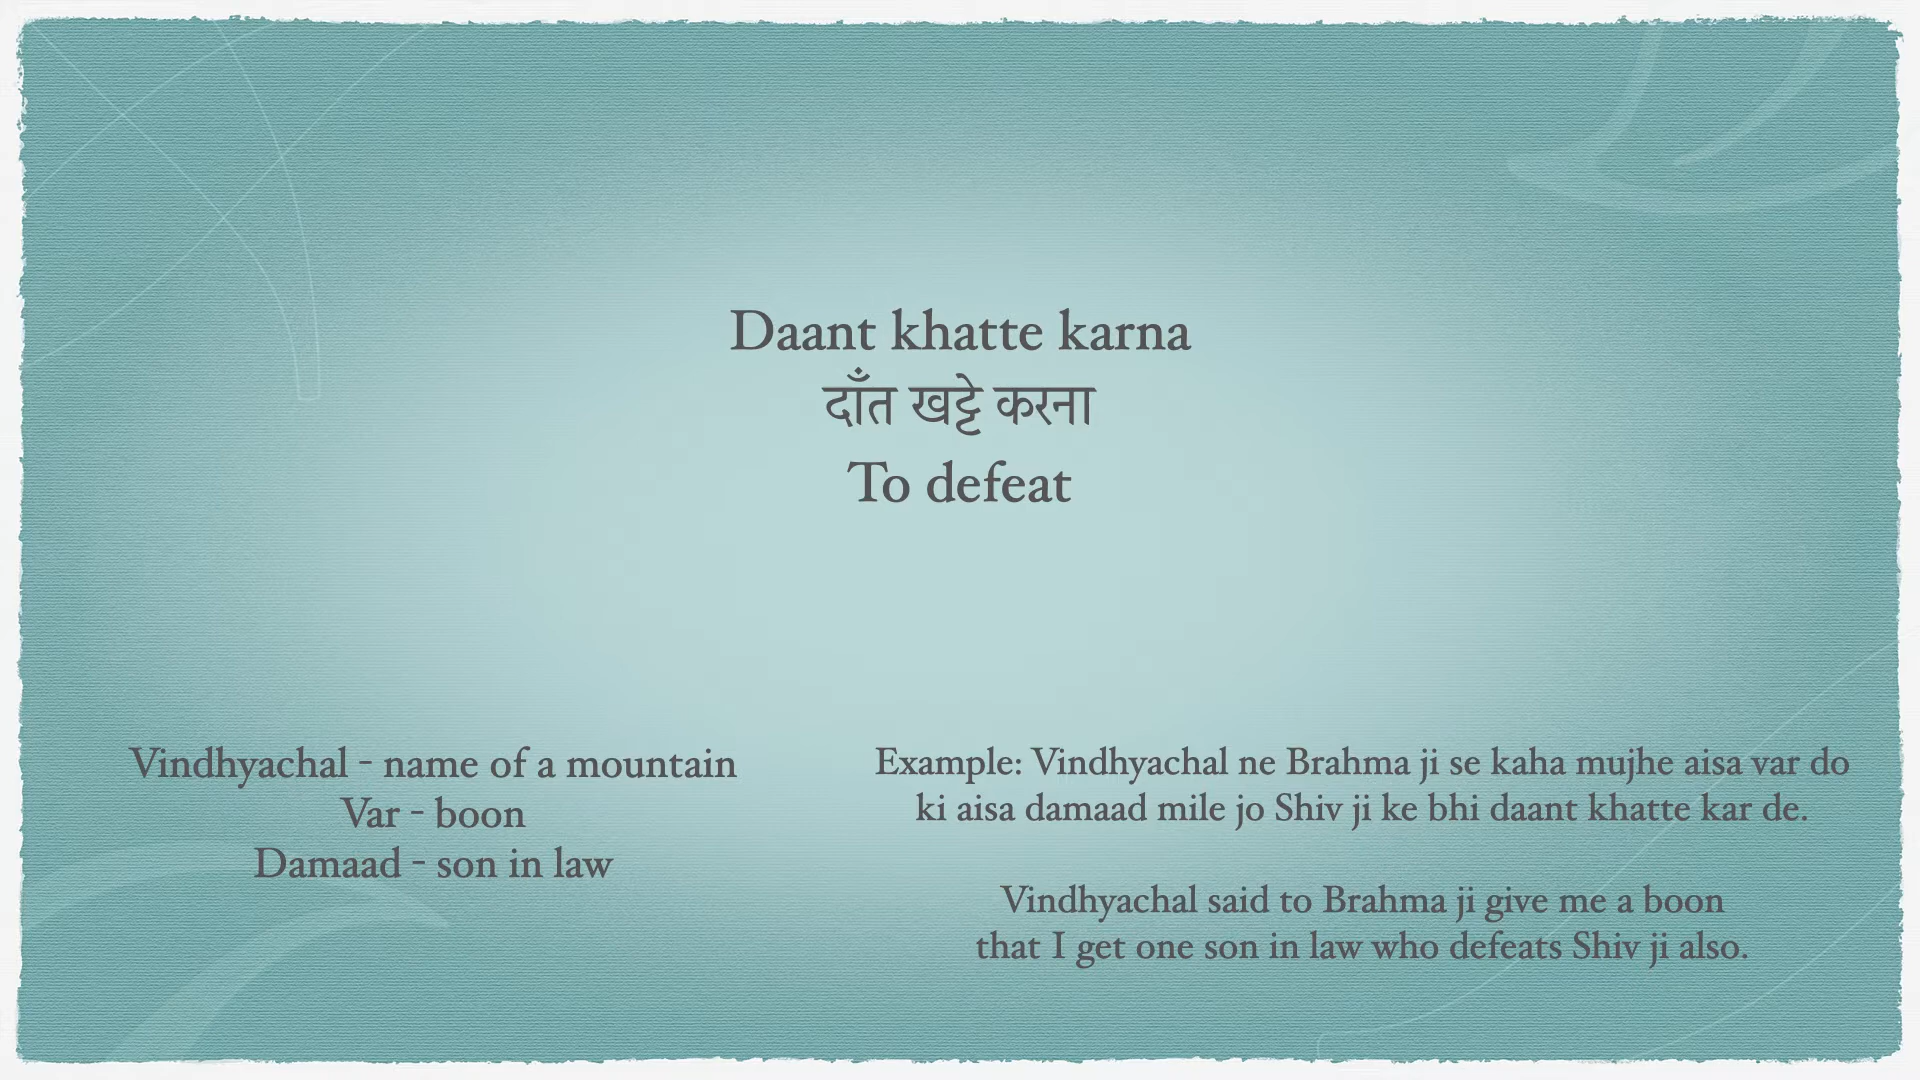 Daant khatte karna
दाँत खट्टे करना
To defeat
Vindhyachal - name of a mountain
Var - boon
Damaad - son in law
Example: Vindhyachal ne Brahma ji se kaha mujhe aisa var do
ki aisa damaad mile jo Shiv ji ke bhi daant khatte kar de.
Vindhyachal said to Brahma ji give me a boon
that I get one son in law who defeats Shiv ji also.